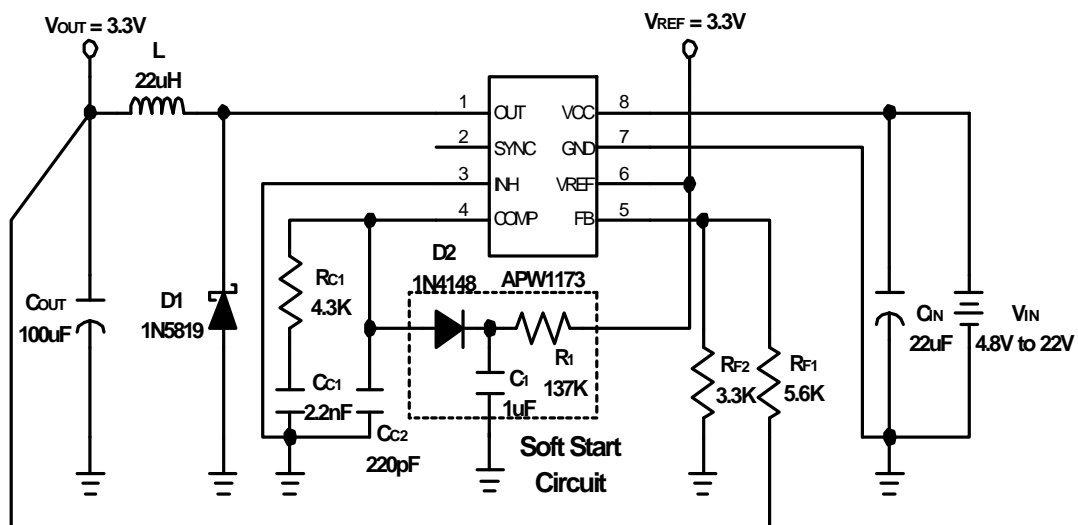 VOUT = 3.3V
VREF = 3.3V
L
22uH
1
OUT
VCC
8
2
SYNC
GND
7
3
INH
VREF
6
4
COMP
FB
5
D2
1N4148
APW1173
RC1
4.3K
COUT
100uF
D1
1N5819
R1
137K
C1
1uF
CC1
2.2nF
CC2
220pF
Soft Start
Circuit
RF2
3.3K
RF1
5.6K
CIN
22uF
VIN
4.8V to 22V